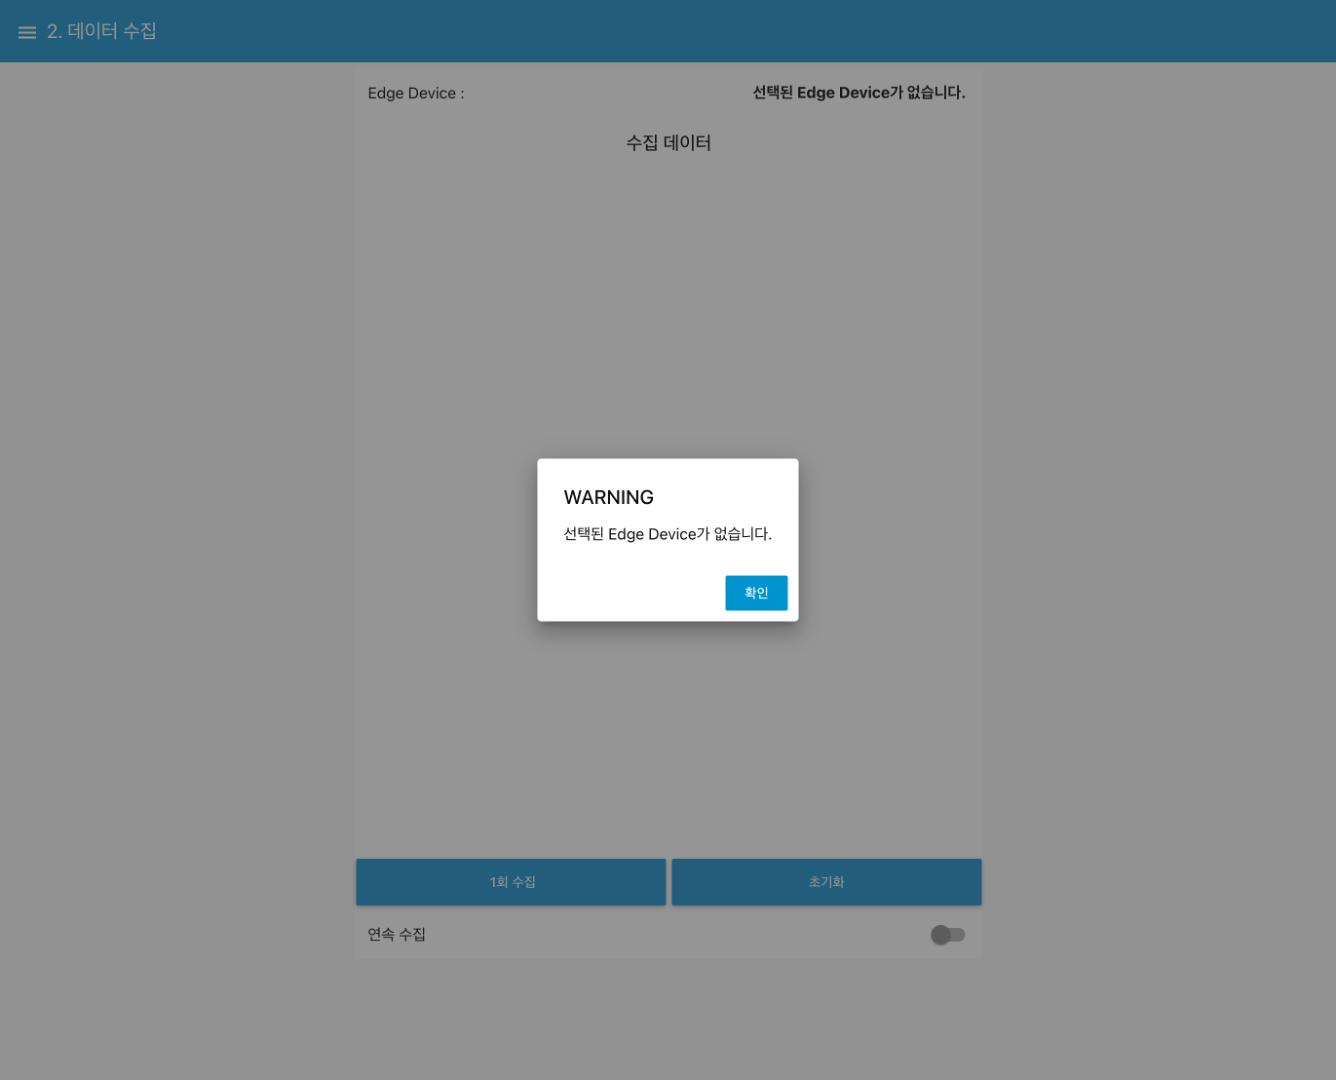 2. 데이터 수집
Edge Device :
선택된 Edge Device가 없습니다.
수집 데이터
WARNING
선택된 Edge Device가 없습니다.
확인
1회 수집
초기화
연속 수집